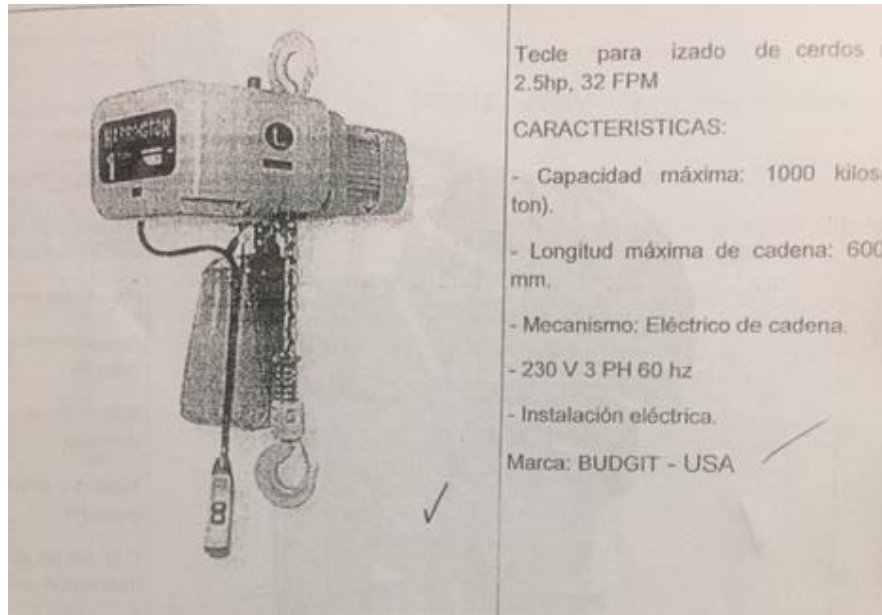 HARRINGTON
1
L
8
Tecle para izado de cerdos
2.5hp, 32 FPM
CARACTERISTICAS:
- Capacidad máxima: 1000 kilos
ton).
- Longitud máxima de cadena: 600
mm.
- Mecanismo: Eléctrico de cadena.
- 230 V 3 PH 60 hz
- Instalación eléctrica.
Marca: BUDGIT - USA